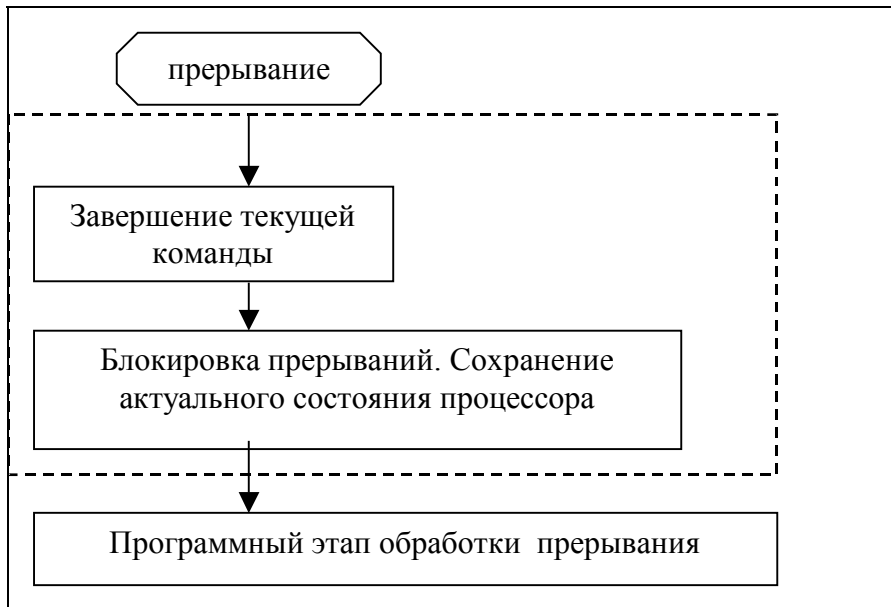 прерывание
Завершение текущей
команды
Блокировка прерываний. Сохранение
актуального состояния процессора
Программный этап обработки прерывания